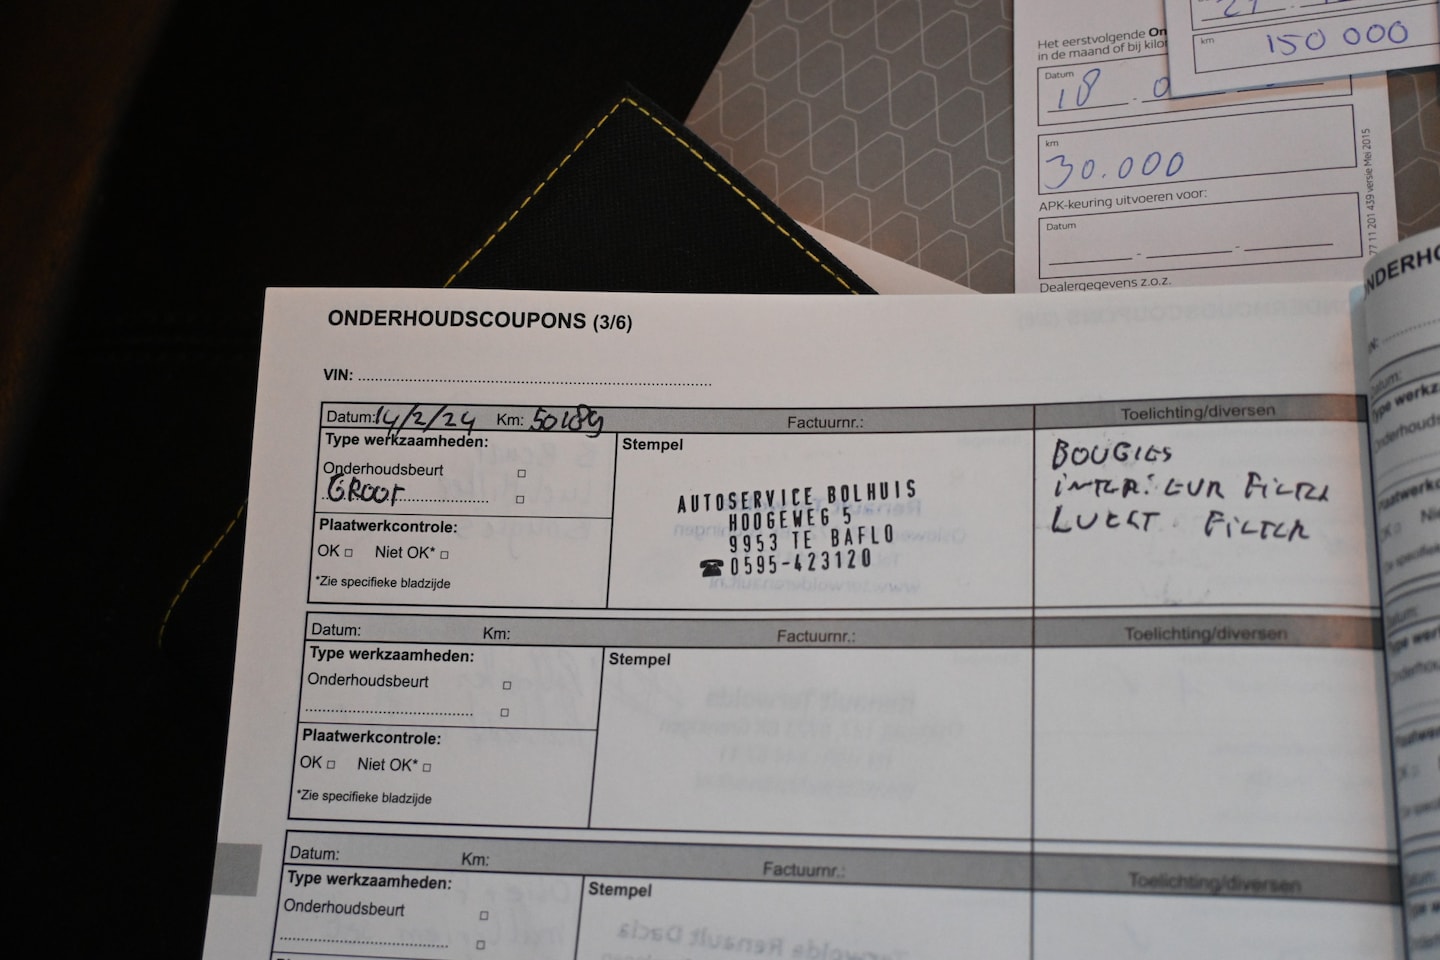 km 150 000
Het eerstvolgende On
in de maand of bij kilo
Datum
18 . 0
km
30.000
APK-keuring uitvoeren voor:
Datum
Dealergegevens z.o.z.
77 11 201 439 versie Mei 2015
ONDERHOUDSCOUPONS (3/6)
VIN:
Datum: 14/2/24 Km: 50189 Factuurnr.: Toelichting/diversen
Type werkzaamheden:
Onderhoudsbeurt
GROOT
Plaatwerkcontrole:
OK Niet OK*
*Zie specifieke bladzijde
Stempel
AUTOSERVICE BOLHUIS
HOOGEWEG 5
9953 TE BAFLO
☎ 0595-423120
BOUGIES
INTERIEUR FILTER
LUCHT FILTER
Datum: Km: Factuurnr.: Toelichting/diversen
Type werkzaamheden:
Onderhoudsbeurt
Plaatwerkcontrole:
OK Niet OK*
*Zie specifieke bladzijde
Stempel
Datum: Km: Factuurnr.: Toelichting/diversen
Type werkzaamheden:
Onderhoudsbeurt
Stempel
NDERHO